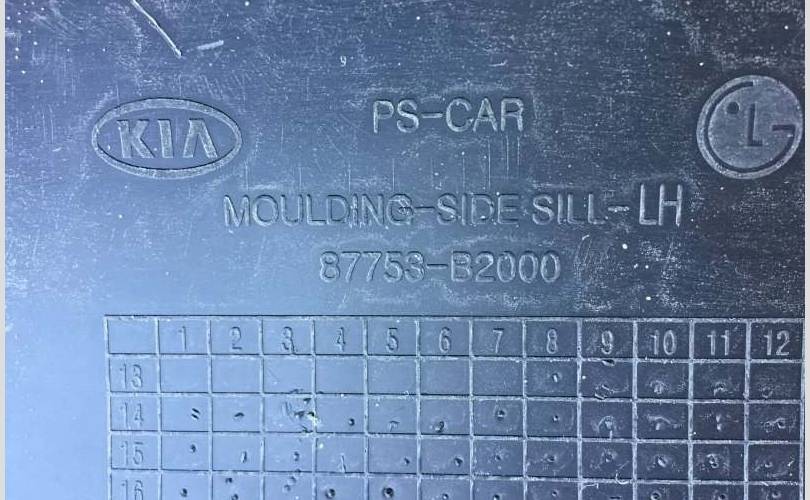 KIA
PS-CAR
LG
MOULDING-SIDE SILL-LH
87753-B2000
1 2 3 4 5 6 7 8 9 10 11 12
13
14
15
16